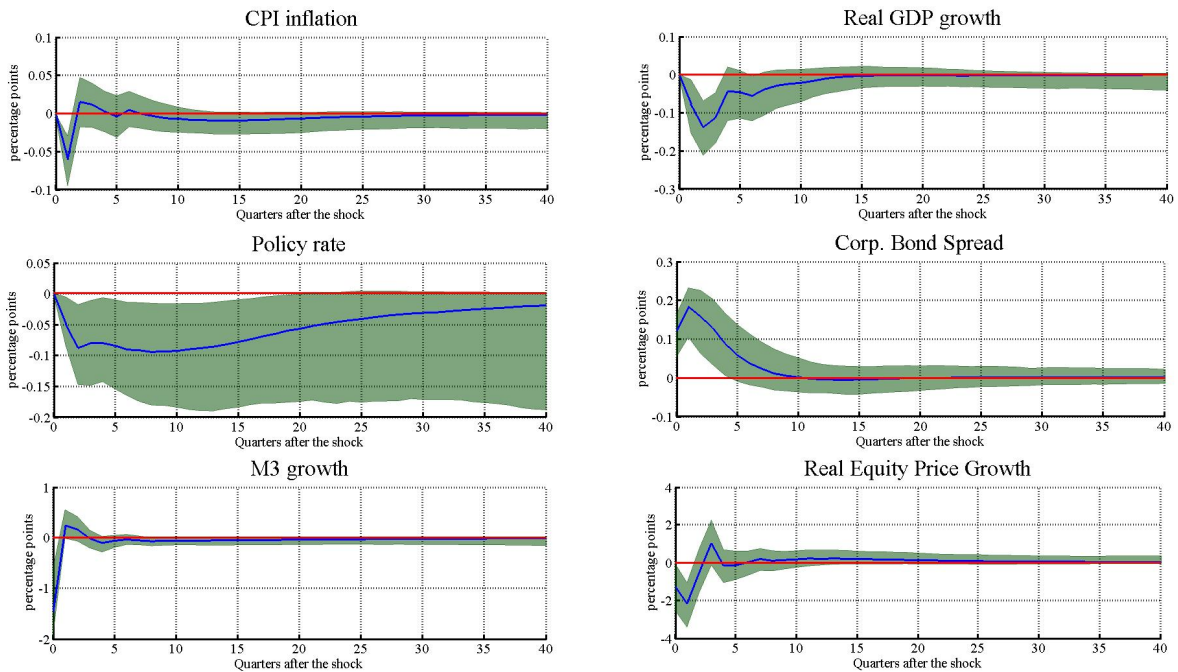 CPI inflation
percentage points
0.1
0.05
0
-0.05
-0.1
0 5 10 15 20 25 30 35 40
Quarters after the shock
Real GDP growth
percentage points
0.1
0
-0.1
-0.2
-0.3
0 5 10 15 20 25 30 35 40
Quarters after the shock
Policy rate
percentage points
0.05
0
-0.05
-0.1
-0.15
-0.2
0 5 10 15 20 25 30 35 40
Quarters after the shock
Corp. Bond Spread
percentage points
0.3
0.2
0.1
0
-0.1
0 5 10 15 20 25 30 35 40
Quarters after the shock
M3 growth
percentage points
1
0
-1
-2
0 5 10 15 20 25 30 35 40
Quarters after the shock
Real Equity Price Growth
percentage points
4
2
0
-2
-4
0 5 10 15 20 25 30 35 40
Quarters after the shock